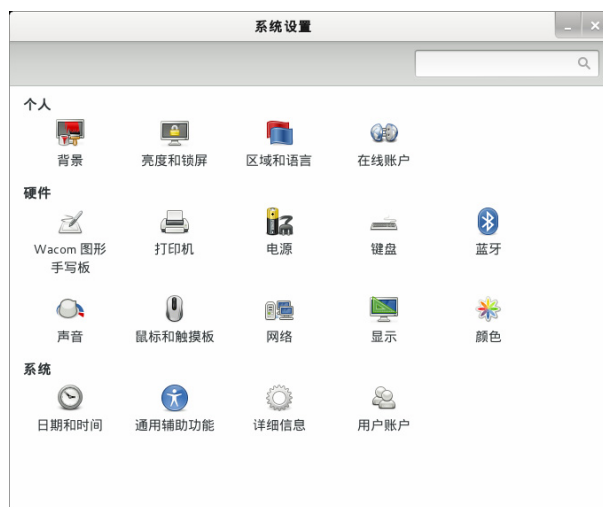 系统设置
个人
背景
亮度和锁屏
区域和语言
在线账户
硬件
Wacom 图形
手写板
打印机
电源
键盘
蓝牙
声音
鼠标和触摸板
网络
显示
颜色
系统
日期和时间
通用辅助功能
详细信息
用户账户